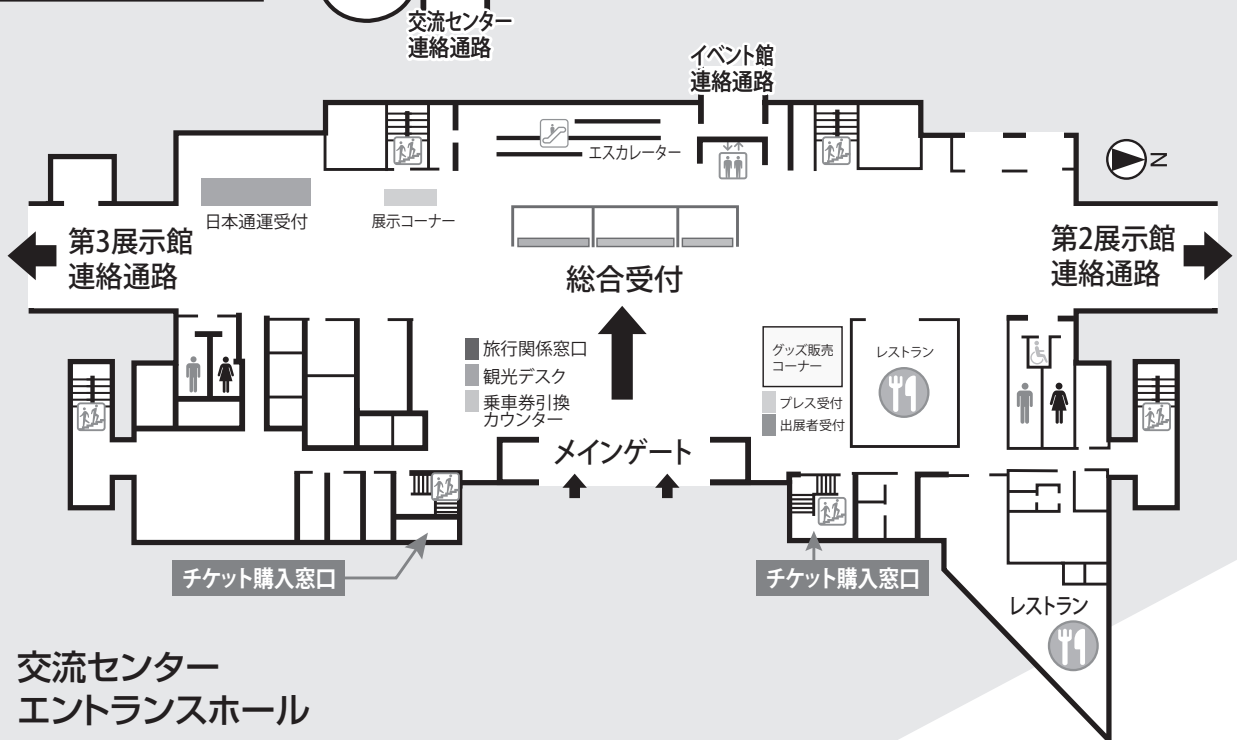 交流センター
連絡通路
イベント館
連絡通路
エスカレーター
N
日本通運受付
展示コーナー
第3展示館
連絡通路
総合受付
第2展示館
連絡通路
旅行関係窓口
観光デスク
乗車券引換
カウンター
グッズ販売
コーナー
プレス受付
出展者受付
レストラン
メインゲート
チケット購入窓口
チケット購入窓口
レストラン
交流センター
エントランスホール